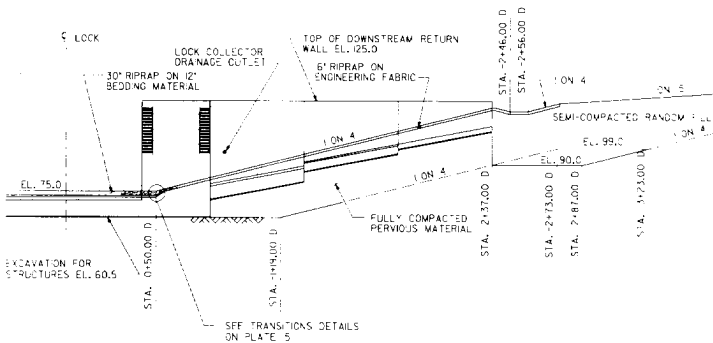 ℄ LOCK
LOCK COLLECTOR
DRAINAGE OUTLET
TOP OF DOWNSTREAM RETURN
WALL EL. 125.0
6" RIPRAP ON
ENGINEERING FABRIC
30" RIPRAP ON 12"
BEDDING MATERIAL
STA. -2+46.00 D
STA. -2+56.00 D
1 ON 4
ON 5
SEMI-COMPACTED RANDOM FILL
1 ON 4
1 ON 4
EL. 99.0
EL. 90.0
1 ON 4
EL. 75.0
FULLY COMPACTED
PERVIOUS MATERIAL
EXCAVATION FOR
STRUCTURES EL. 60.5
STA. 0+50.00 D
STA. 2+37.00 D
STA. -2+73.00 D
STA. -2+87.00 D
STA. 3+23.00 D
SEE TRANSITIONS DETAILS
ON PLATE 5